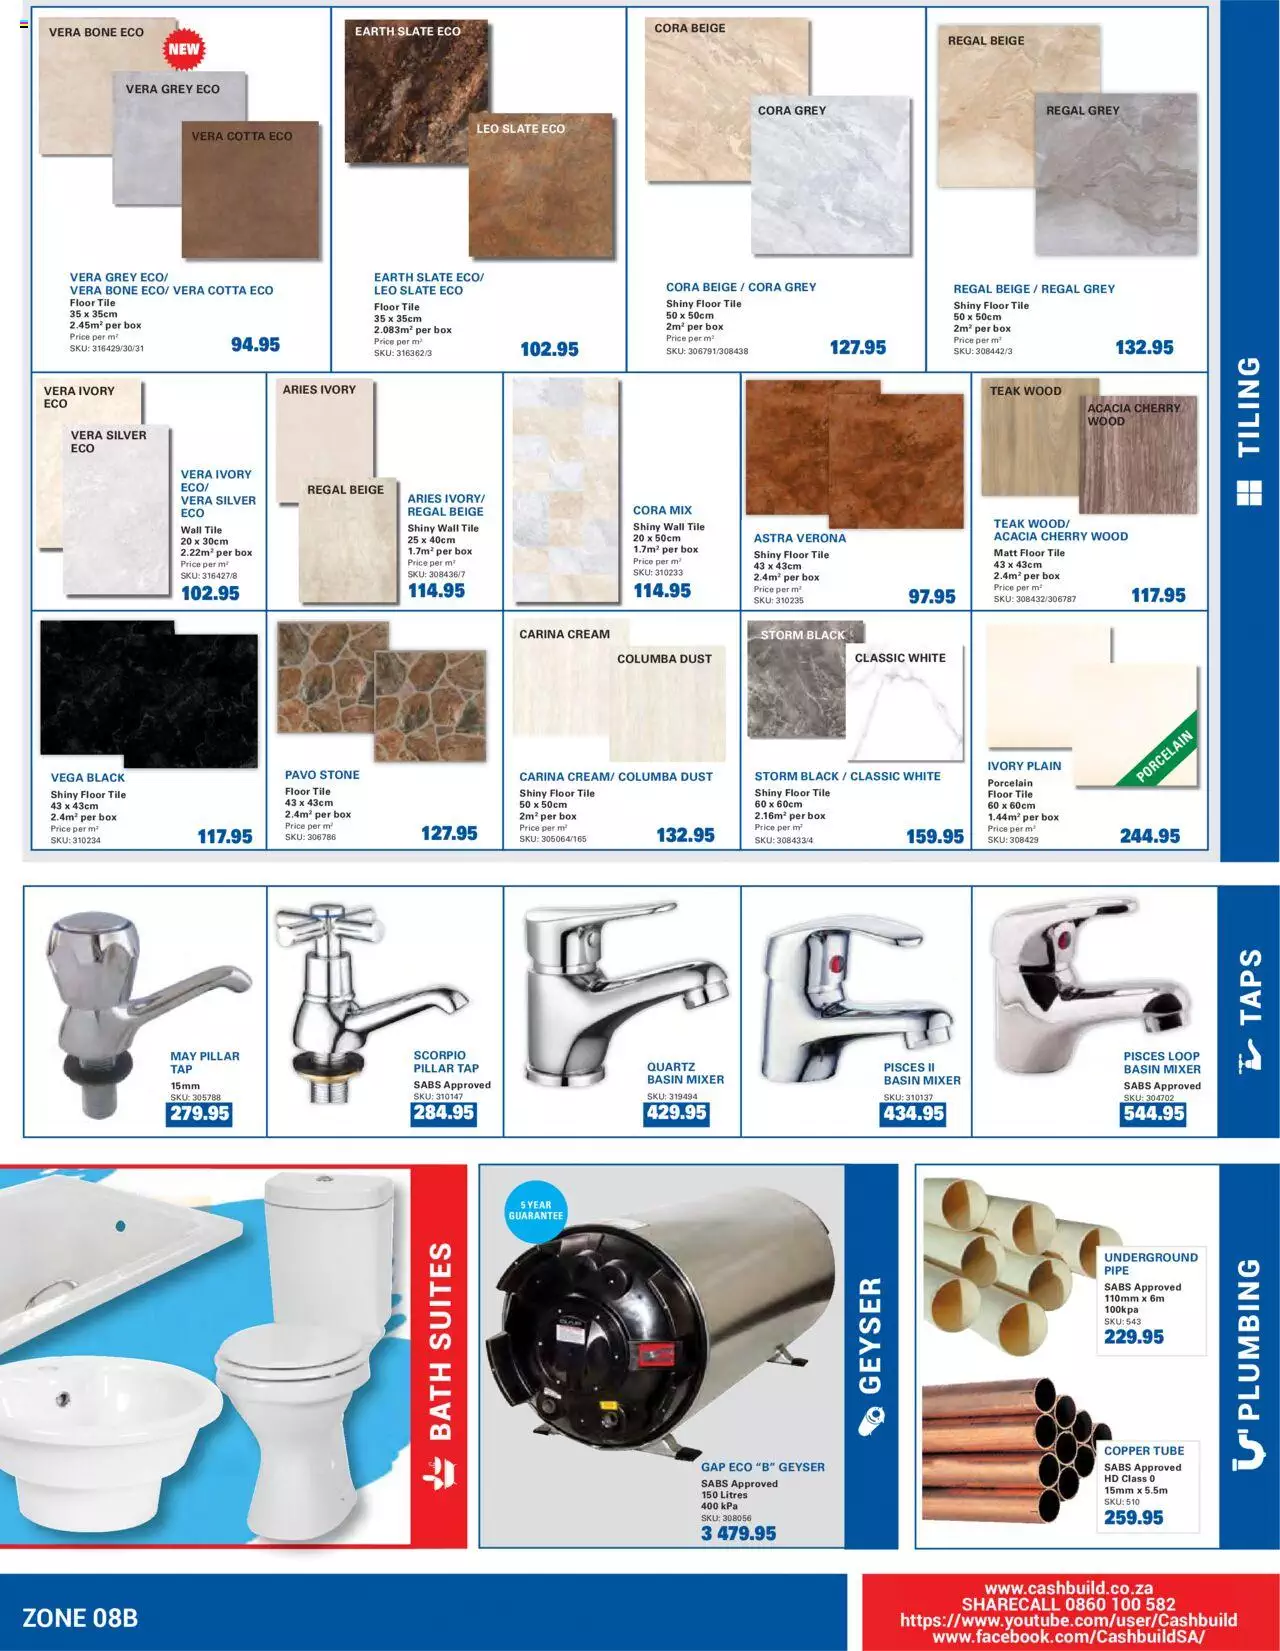 VERA BONE ECO
NEW
VERA GREY ECO
VERA COTTA ECO
VERA GREY ECO/
VERA BONE ECO/ VERA COTTA ECO
Floor Tile
35 x 35cm
2.45m² per box
Price per m²
SKU: 316429/30/31
94.95
EARTH SLATE ECO
LEO SLATE ECO
EARTH SLATE ECO/
LEO SLATE ECO
Floor Tile
35 x 35cm
2.083m² per box
Price per m²
SKU: 316362/3
102.95
CORA BEIGE
CORA GREY
CORA BEIGE / CORA GREY
Shiny Floor Tile
50 x 50cm
2m² per box
Price per m²
SKU: 306791/308438
127.95
REGAL BEIGE
REGAL GREY
REGAL BEIGE / REGAL GREY
Shiny Floor Tile
50 x 50cm
2m² per box
Price per m²
SKU: 308442/3
132.95
TILING
VERA IVORY
ECO
VERA SILVER
ECO
VERA IVORY
ECO/
VERA SILVER
ECO
Wall Tile
20 x 30cm
2.22m² per box
Price per m²
SKU: 316427/8
102.95
ARIES IVORY
REGAL BEIGE
ARIES IVORY/
REGAL BEIGE
Shiny Wall Tile
25 x 40cm
1.7m² per box
Price per m²
SKU: 308436/7
114.95
CORA MIX
Shiny Wall Tile
20 x 50cm
1.7m² per box
Price per m²
SKU: 310233
114.95
ASTRA VERONA
Shiny Floor Tile
43 x 43cm
2.4m² per box
Price per m²
SKU: 310235
97.95
TEAK WOOD
ACACIA CHERRY
WOOD
TEAK WOOD/
ACACIA CHERRY WOOD
Matt Floor Tile
43 x 43cm
2.4m² per box
Price per m²
SKU: 308432/306787
117.95
VEGA BLACK
Shiny Floor Tile
43 x 43cm
2.4m² per box
Price per m²
SKU: 310234
117.95
PAVO STONE
Floor Tile
43 x 43cm
2.4m² per box
Price per m²
SKU: 306786
127.95
CARINA CREAM
COLUMBA DUST
CARINA CREAM/ COLUMBA DUST
Shiny Floor Tile
50 x 50cm
2m² per box
Price per m²
SKU: 305064/165
132.95
STORM BLACK
CLASSIC WHITE
STORM BLACK / CLASSIC WHITE
Shiny Floor Tile
60 x 60cm
2.16m² per box
Price per m²
SKU: 308433/4
159.95
PORCELAIN
IVORY PLAIN
Porcelain
Floor Tile
60 x 60cm
1.44m² per box
Price per m²
SKU: 308429
244.95
MAY PILLAR
TAP
15mm
SKU: 305788
279.95
SCORPIO
PILLAR TAP
SABS Approved
SKU: 310147
284.95
QUARTZ
BASIN MIXER
SKU: 319494
429.95
PISCES II
BASIN MIXER
SKU: 310137
434.95
PISCES LOOP
BASIN MIXER
SABS Approved
SKU: 304702
544.95
TAPS
BATH SUITES
5 YEAR
GUARANTEE
GAP ECO “B” GEYSER
SABS Approved
150 Litres
400 kPa
SKU: 308056
3 479.95
GEYSER
UNDERGROUND
PIPE
SABS Approved
110mm x 6m
100kpa
SKU: 543
229.95
COPPER TUBE
SABS Approved
HD Class 0
15mm x 5.5m
SKU: 510
259.95
PLUMBING
ZONE 08B
www.cashbuild.co.za
SHARECALL 0860 100 582
https://www.youtube.com/user/Cashbuild
www.facebook.com/CashbuildSA/